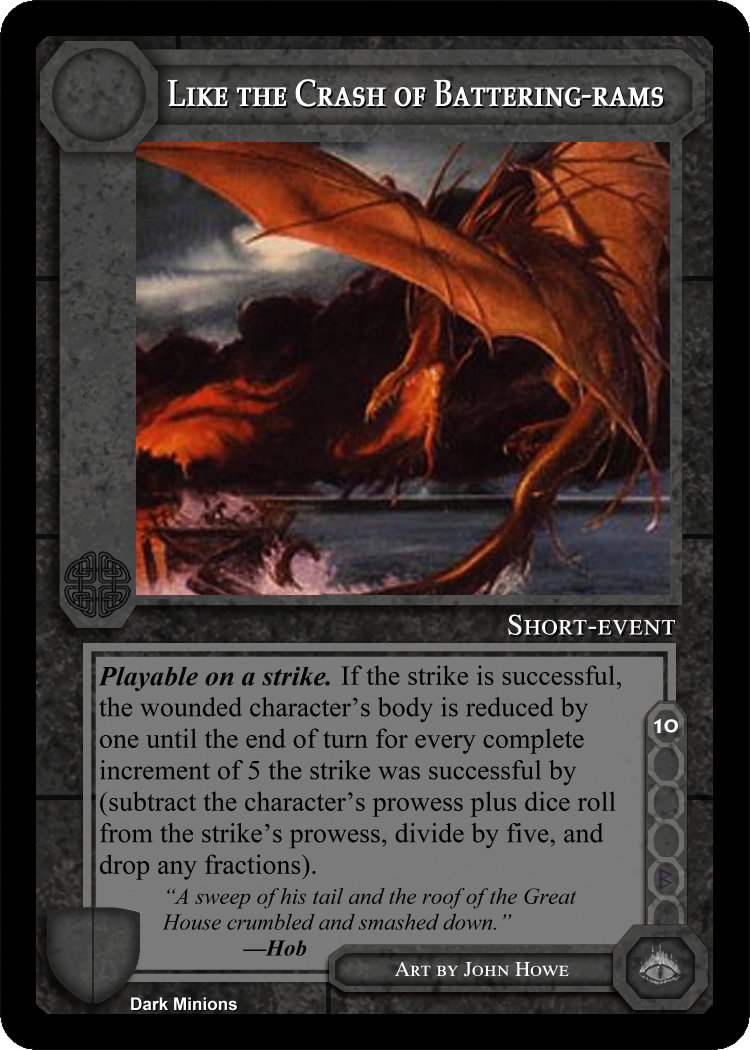 Like the Crash of Battering-rams
Short-event
Playable on a strike. If the strike is successful,
the wounded character’s body is reduced by
one until the end of turn for every complete
increment of 5 the strike was successful by
(subtract the character’s prowess plus dice roll
from the strike’s prowess, divide by five, and
drop any fractions).
10
B
“A sweep of his tail and the roof of the Great
House crumbled and smashed down.”
—Hob
Art by John Howe
Dark Minions